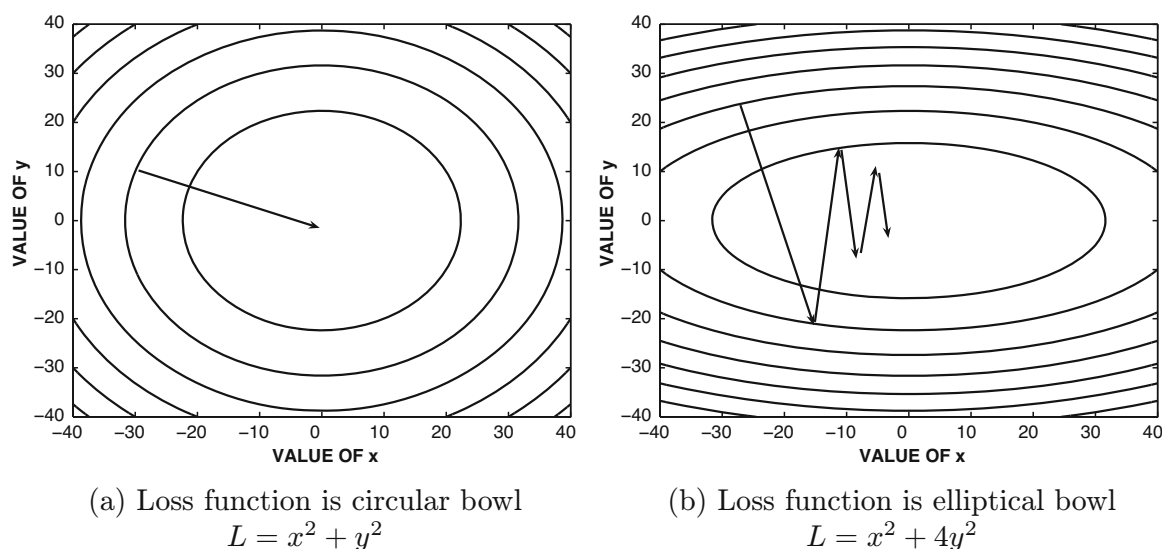 40
30
20
10
0
−10
−20
−30
−40
VALUE OF y
−40 −30 −20 −10 0 10 20 30 40
VALUE OF x
(a) Loss function is circular bowl
L = x² + y²
40
30
20
10
0
−10
−20
−30
−40
VALUE OF y
−40 −30 −20 −10 0 10 20 30 40
VALUE OF x
(b) Loss function is elliptical bowl
L = x² + 4y²